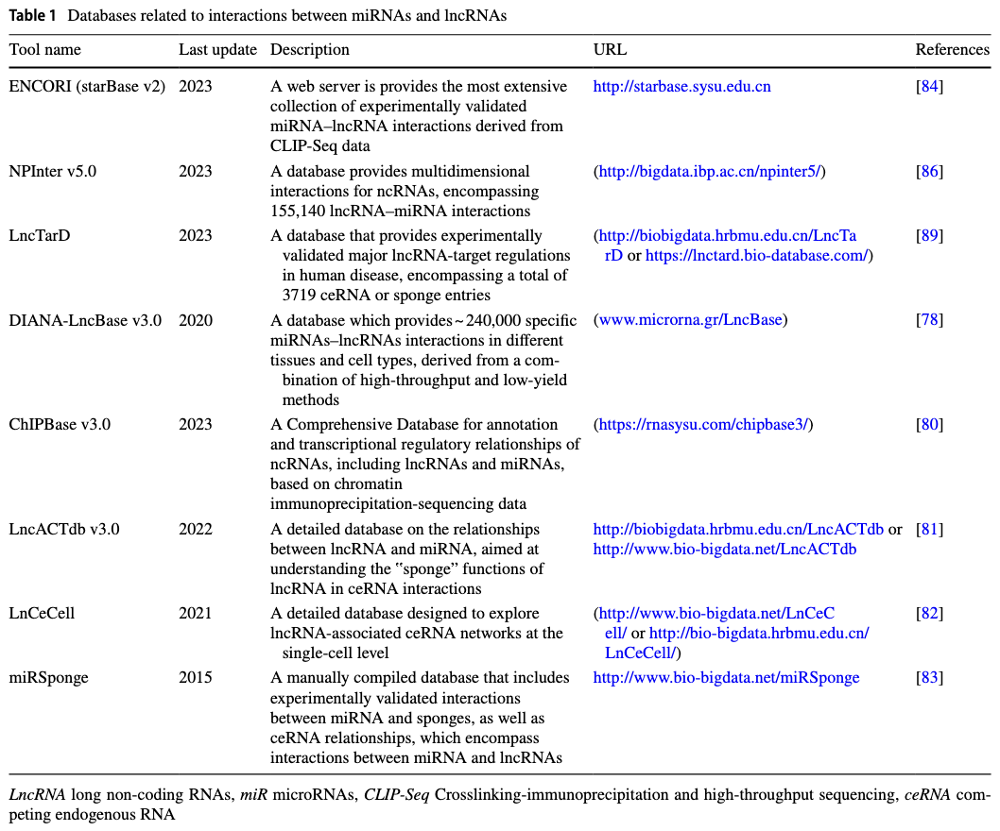 Table 1 Databases related to interactions between miRNAs and lncRNAs
Tool name Last update Description URL References
ENCORI (starBase v2) 2023 A web server is provides the most extensive http://starbase.sysu.edu.cn [84]
collection of experimentally validated
miRNA–lncRNA interactions derived from
CLIP-Seq data
NPInter v5.0 2023 A database provides multidimensional (http://bigdata.ibp.ac.cn/npinter5/) [86]
interactions for ncRNAs, encompassing
155,140 lncRNA–miRNA interactions
LncTarD 2023 A database that provides experimentally (http://biobigdata.hrbmu.edu.cn/LncTa [89]
validated major lncRNA-target regulations rD or https://lnctard.bio-database.com/)
in human disease, encompassing a total of
3719 ceRNA or sponge entries
DIANA-LncBase v3.0 2020 A database which provides ~ 240,000 specific (www.microrna.gr/LncBase) [78]
miRNAs–lncRNAs interactions in different
tissues and cell types, derived from a com-
bination of high-throughput and low-yield
methods
ChIPBase v3.0 2023 A Comprehensive Database for annotation (https://rnasysu.com/chipbase3/) [80]
and transcriptional regulatory relationships of
ncRNAs, including lncRNAs and miRNAs,
based on chromatin
immunoprecipitation-sequencing data
LncACTdb v3.0 2022 A detailed database on the relationships http://biobigdata.hrbmu.edu.cn/LncACTdb or [81]
between lncRNA and miRNA, aimed at http://www.bio-bigdata.net/LncACTdb
understanding the "sponge" functions of
lncRNA in ceRNA interactions
LnCeCell 2021 A detailed database designed to explore (http://www.bio-bigdata.net/LnCeC [82]
lncRNA-associated ceRNA networks at the ell/ or http://bio-bigdata.hrbmu.edu.cn/
single-cell level LnCeCell/)
miRSponge 2015 A manually compiled database that includes http://www.bio-bigdata.net/miRSponge [83]
experimentally validated interactions
between miRNA and sponges, as well as
ceRNA relationships, which encompass
interactions between miRNA and lncRNAs
LncRNA long non-coding RNAs, miR microRNAs, CLIP-Seq Crosslinking-immunoprecipitation and high-throughput sequencing, ceRNA com-
peting endogenous RNA